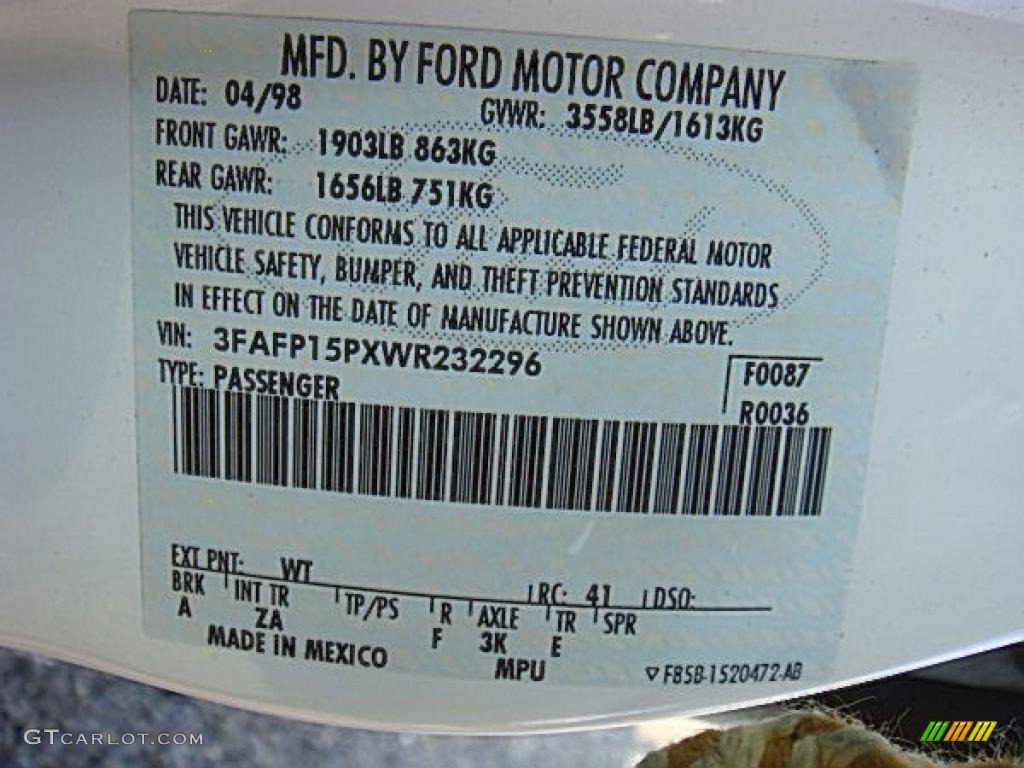 MFD. BY FORD MOTOR COMPANY
DATE: 04/98 GVWR: 3558LB/1613KG
FRONT GAWR: 1903LB 863KG
REAR GAWR: 1656LB 751KG
THIS VEHICLE CONFORMS TO ALL APPLICABLE FEDERAL MOTOR
VEHICLE SAFETY, BUMPER, AND THEFT PREVENTION STANDARDS
IN EFFECT ON THE DATE OF MANUFACTURE SHOWN ABOVE.
VIN: 3FAFP15PXWR232296
TYPE: PASSENGER
F0087
R0036
EXT PNT: WT RC: 41 DSO:
BRK INT TR TP/PS R AXLE TR SPR
A ZA F 3K E
MADE IN MEXICO MPU
F85B-1520472-AB
GTCARLOT.COM